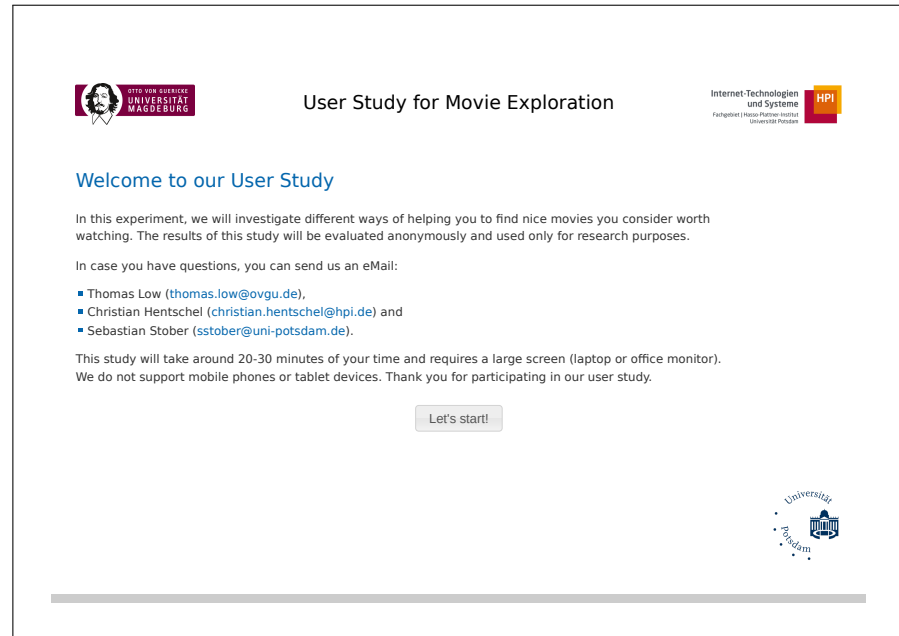 OTTO VON GUERICKE
UNIVERSITÄT
MAGDEBURG
User Study for Movie Exploration
Internet-Technologien
und Systeme
Fachgebiet | Hasso-Plattner-Institut
Universität Potsdam
HPI
Welcome to our User Study
In this experiment, we will investigate different ways of helping you to find nice movies you consider worth
watching. The results of this study will be evaluated anonymously and used only for research purposes.
In case you have questions, you can send us an eMail:
Thomas Low (thomas.low@ovgu.de),
Christian Hentschel (christian.hentschel@hpi.de) and
Sebastian Stober (sstober@uni-potsdam.de).
This study will take around 20-30 minutes of your time and requires a large screen (laptop or office monitor).
We do not support mobile phones or tablet devices. Thank you for participating in our user study.
Let's start!
Universität
Potsdam